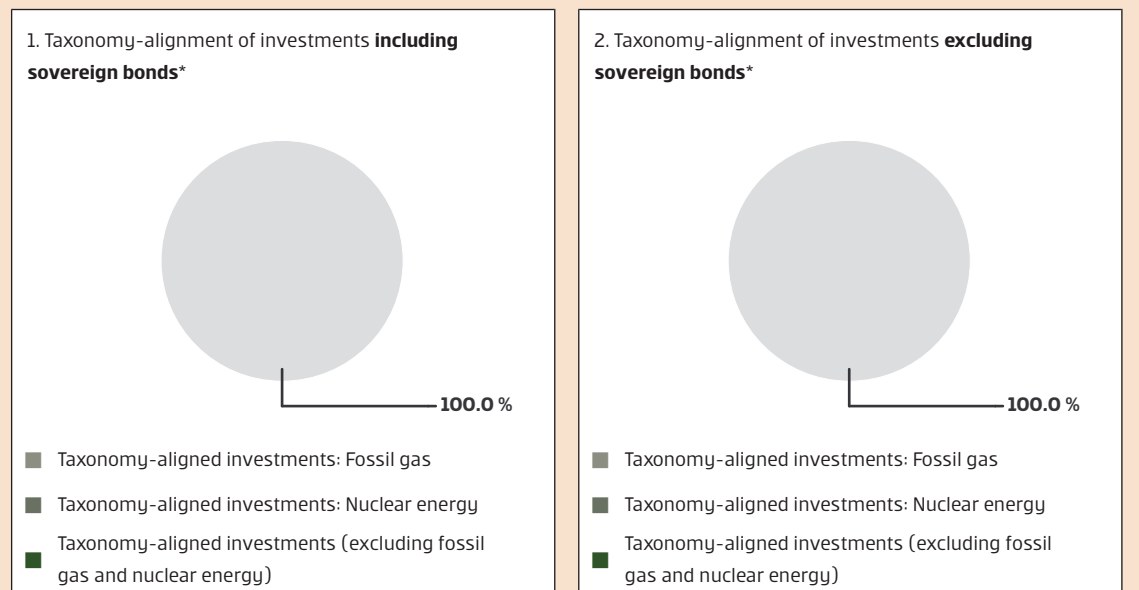 1. Taxonomy-alignment of investments including
sovereign bonds*
100.0 %
Taxonomy-aligned investments: Fossil gas
Taxonomy-aligned investments: Nuclear energy
Taxonomy-aligned investments (excluding fossil
gas and nuclear energy)
2. Taxonomy-alignment of investments excluding
sovereign bonds*
100.0 %
Taxonomy-aligned investments: Fossil gas
Taxonomy-aligned investments: Nuclear energy
Taxonomy-aligned investments (excluding fossil
gas and nuclear energy)